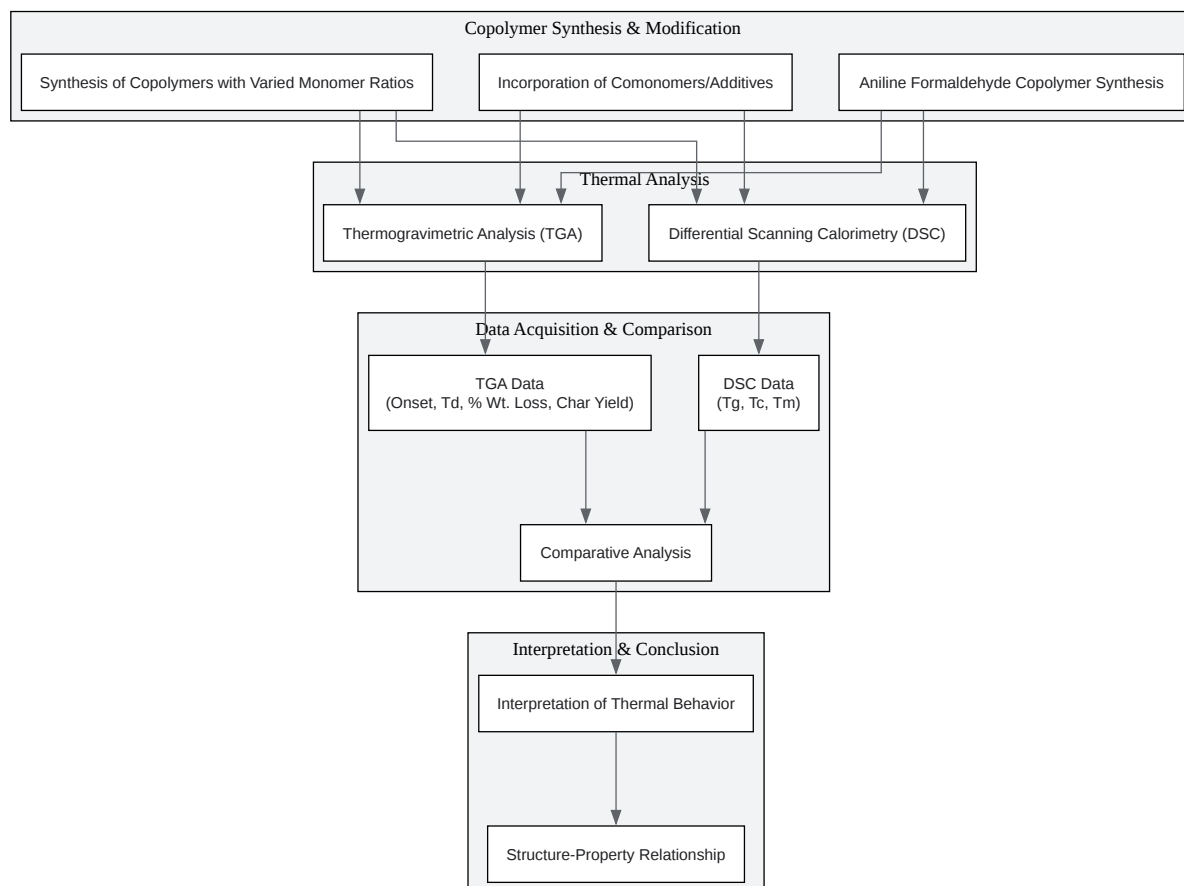 Copolymer Synthesis & Modification
Synthesis of Copolymers with Varied Monomer Ratios
Incorporation of Comonomers/Additives
Aniline Formaldehyde Copolymer Synthesis
Thermal Analysis
Thermogravimetric Analysis (TGA)
Differential Scanning Calorimetry (DSC)
Data Acquisition & Comparison
TGA Data
(Onset, Td, % Wt. Loss, Char Yield)
DSC Data
(Tg, Tc, Tm)
Comparative Analysis
Interpretation & Conclusion
Interpretation of Thermal Behavior
Structure-Property Relationship